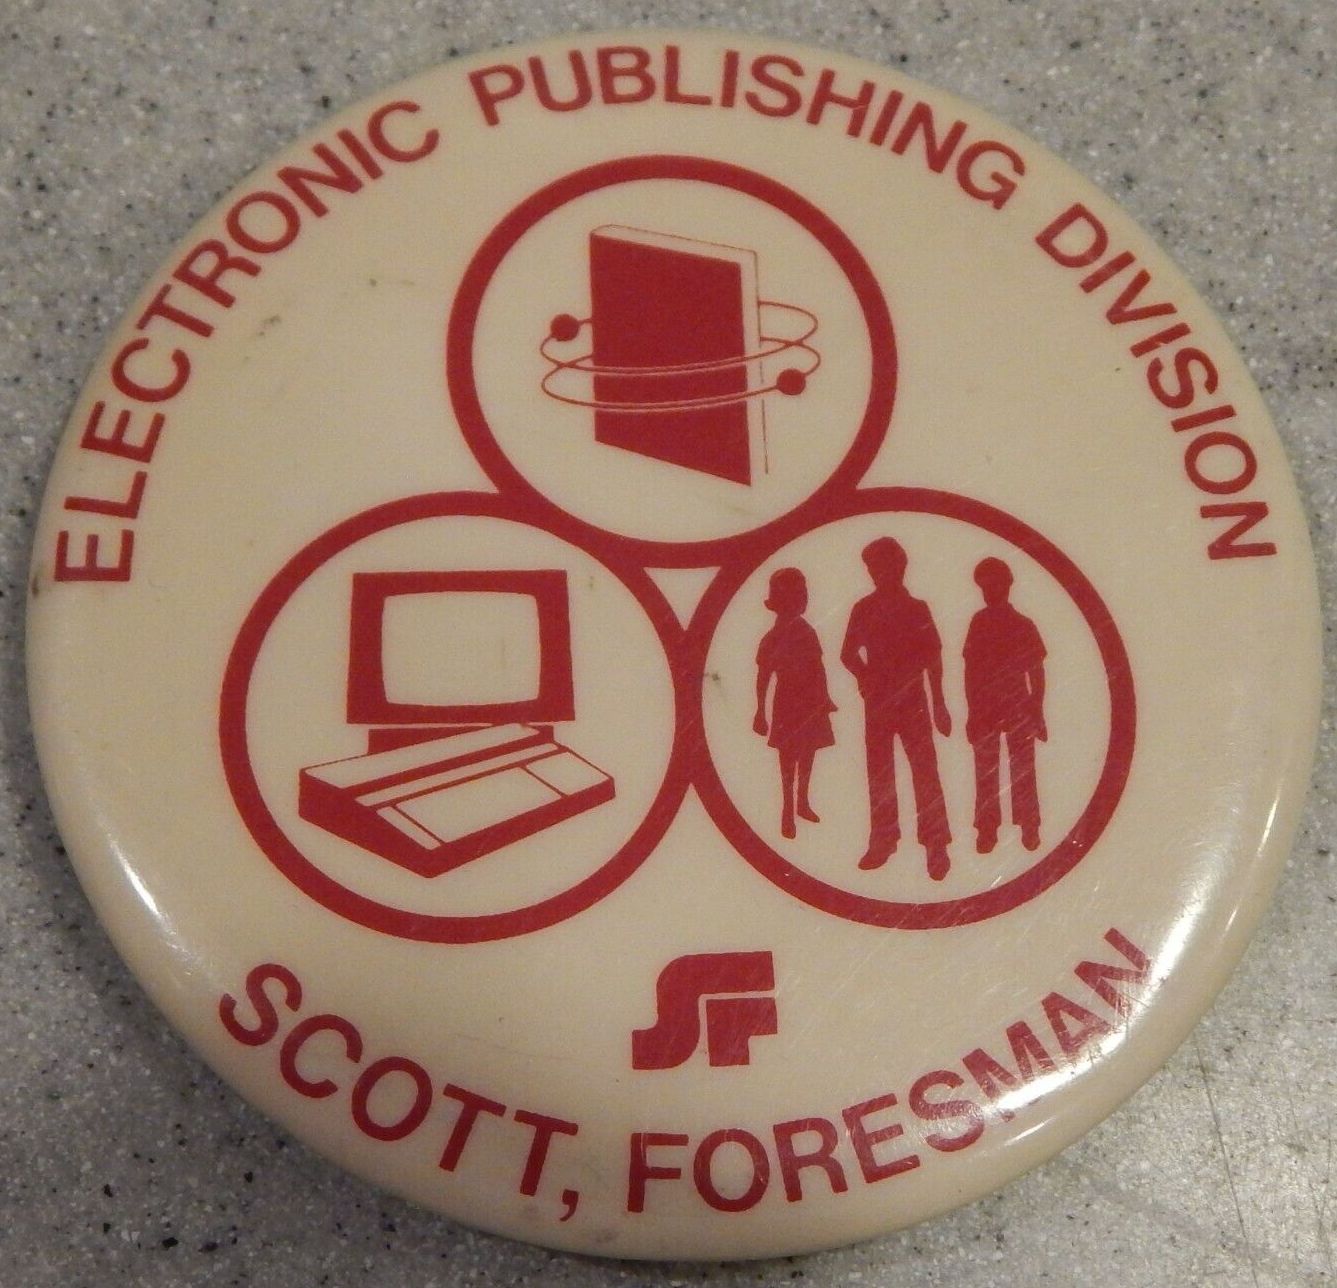 ELECTRONIC PUBLISHING DIVISION
SF
SCOTT, FORESMAN